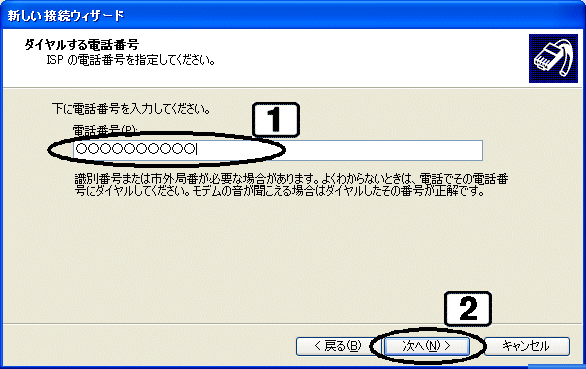 新しい接続ウィザード
ダイヤルする電話番号
ISP の電話番号を指定してください。
下に電話番号を入力してください。
1
電話番号(P):
○○○○○○○○○○
識別番号または市外局番が必要な場合があります。よくわからないときは、電話でその電話番
号にダイヤルしてください。モデムの音が聞こえる場合はダイヤルしたその番号が正解です。
2
< 戻る(B) 次へ(N) > キャンセル